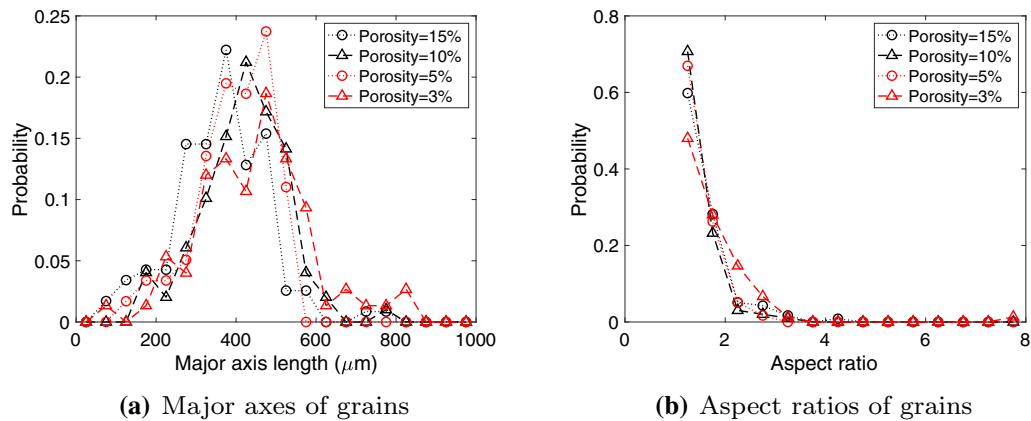 0.25
0.2
0.15
0.1
0.05
0
Probability
0 200 400 600 800 1000
Major axis length (μm)
Porosity=15%
Porosity=10%
Porosity=5%
Porosity=3%
(a) Major axes of grains
0.8
0.6
0.4
0.2
0
Probability
0 2 4 6 8
Aspect ratio
Porosity=15%
Porosity=10%
Porosity=5%
Porosity=3%
(b) Aspect ratios of grains